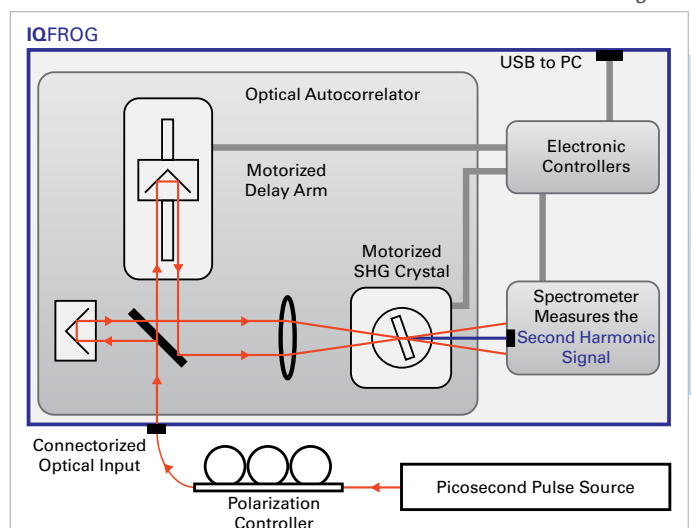 IQFROG
USB to PC
Optical Autocorrelator
Electronic
Controllers
Motorized
Delay Arm
Motorized
SHG Crystal
Spectrometer
Measures the
Second Harmonic
Signal
Connectorized
Optical Input
Polarization
Controller
Picosecond Pulse Source